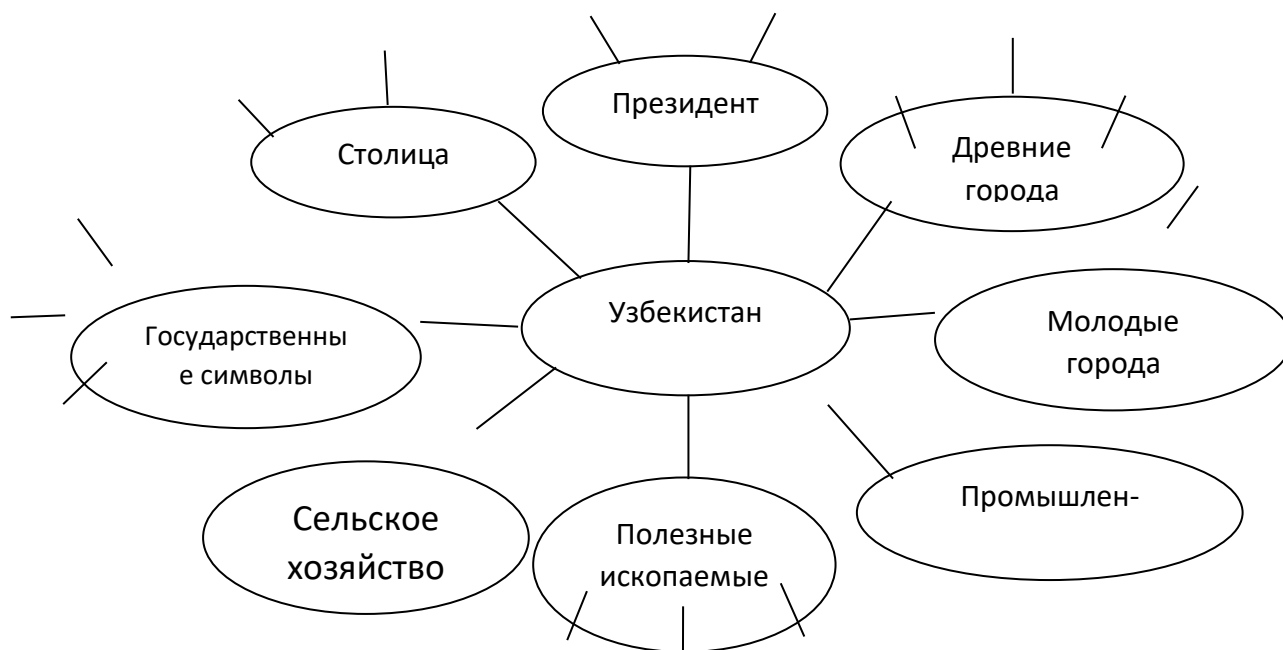 Президент
Столица
Древние
города
Узбекистан
Государственны
е символы
Молодые
города
Сельское
хозяйство
Полезные
ископаемые
Промышлен-